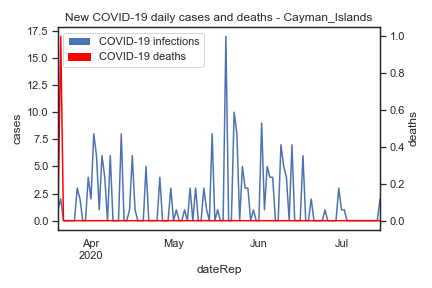 New COVID-19 daily cases and deaths - Cayman_Islands
COVID-19 infections
COVID-19 deaths
17.5
15.0
12.5
10.0
7.5
5.0
2.5
0.0
cases
1.0
0.8
0.6
0.4
0.2
0.0
deaths
Apr
2020
May
Jun
Jul
dateRep